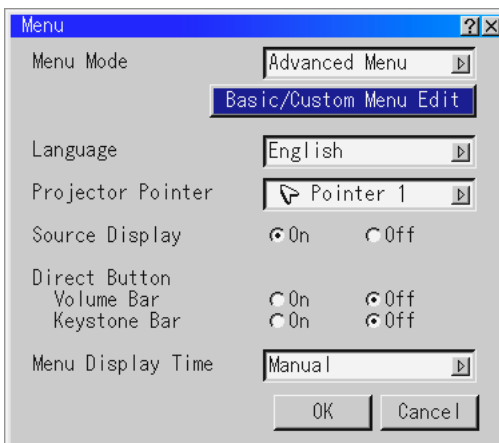 Menu
Menu Mode Advanced Menu
Basic/Custom Menu Edit
Language English
Projector Pointer Pointer 1
Source Display On Off
Direct Button
Volume Bar On Off
Keystone Bar On Off
Menu Display Time Manual
OK Cancel